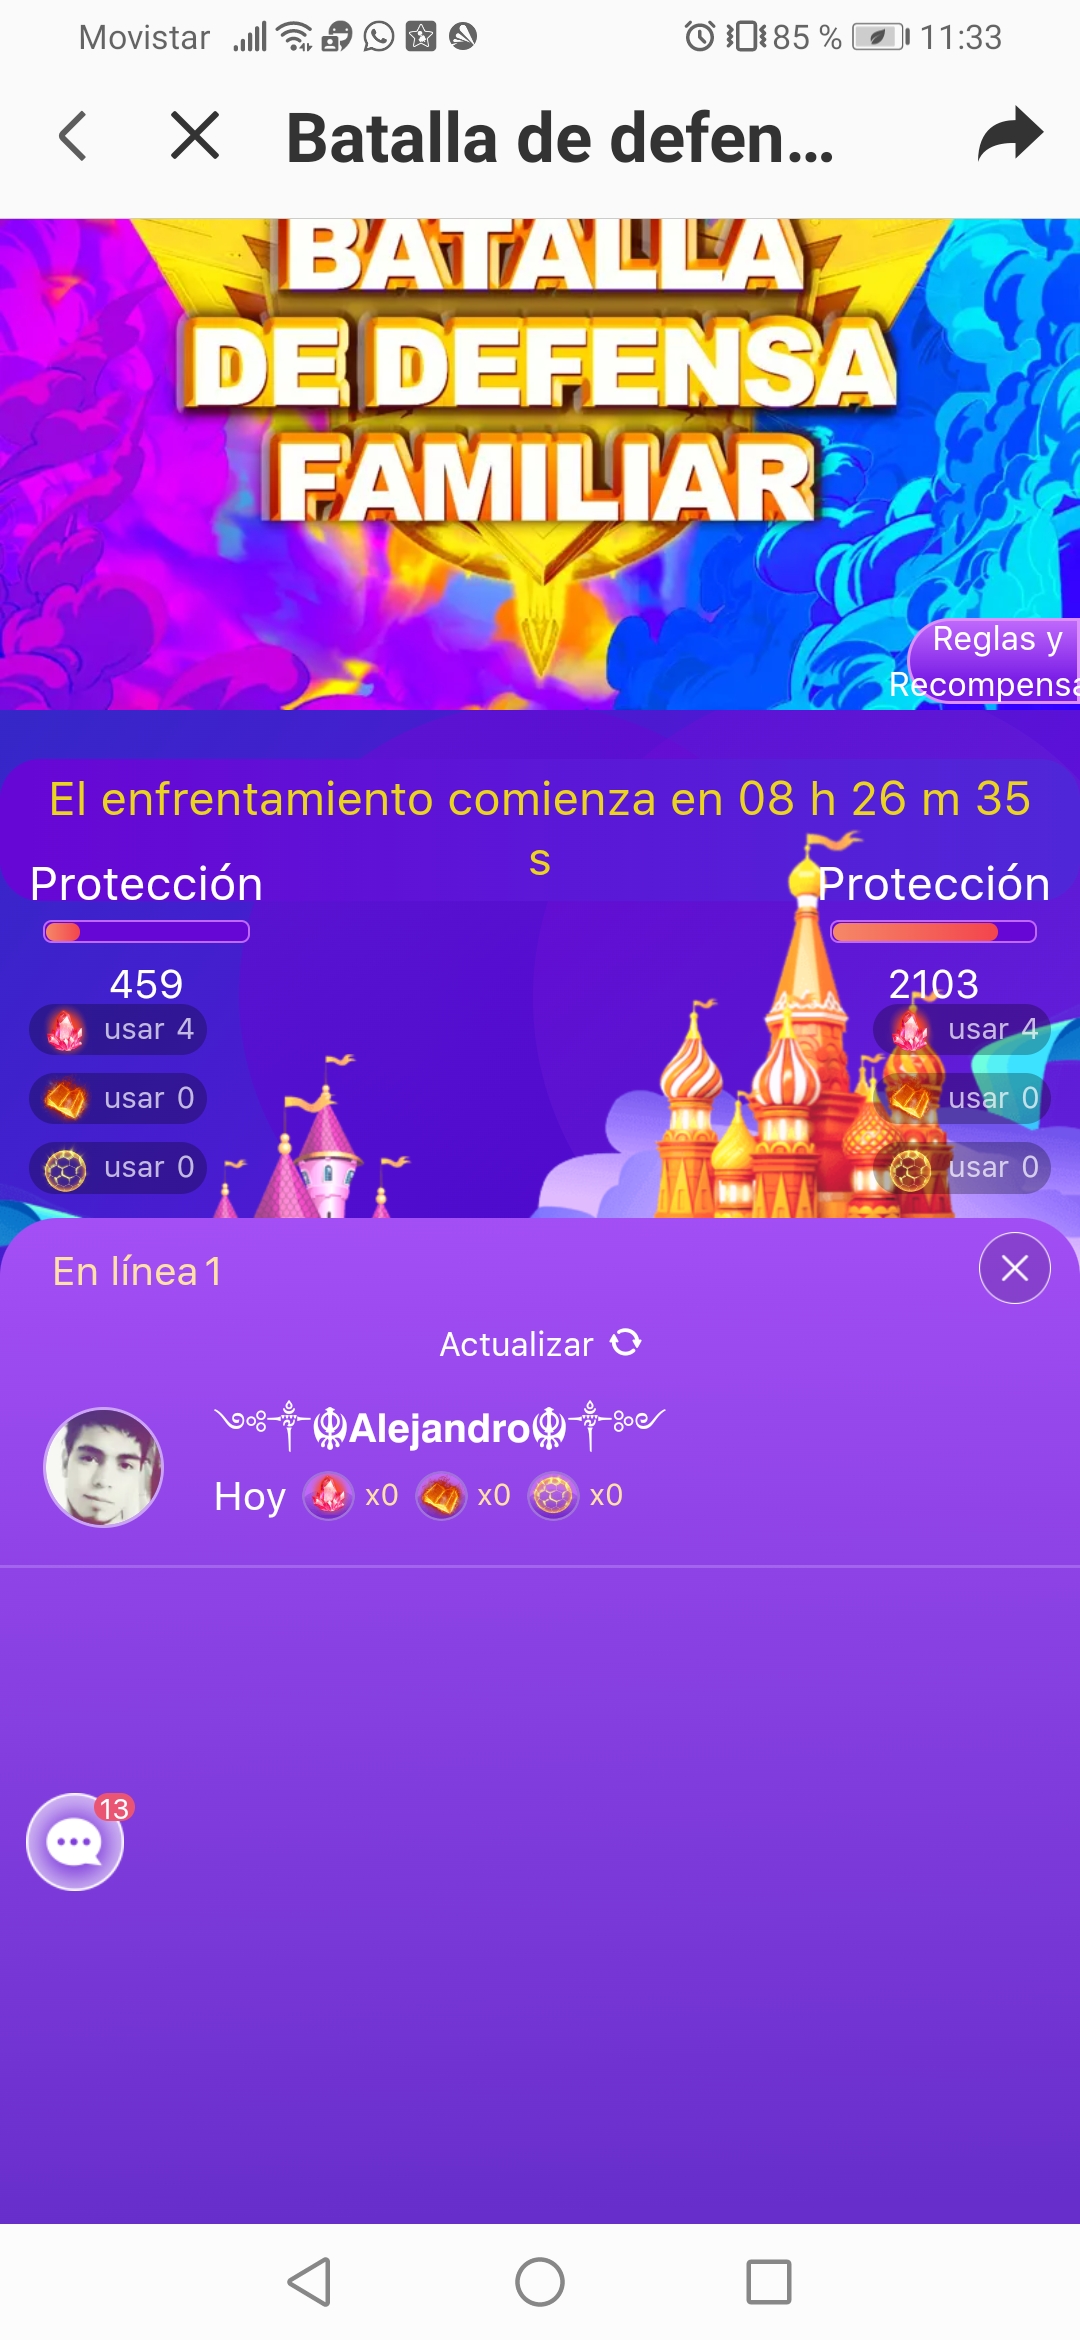 Movistar 85 % 11:33
Batalla de defen...
BATALLA
DE DEFENSA
FAMILIAR
Reglas y
Recompensa
El enfrentamiento comienza en 08 h 26 m 35
s
Protección Protección
459 2103
usar 4 usar 4
usar 0 usar 0
usar 0 usar 0
En línea 1
Actualizar
Alejandro
Hoy x0 x0 x0
13